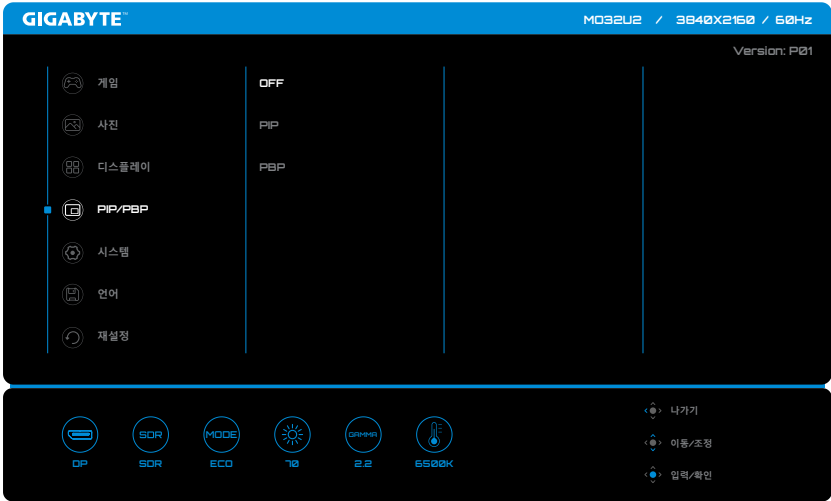 GIGABYTE™
MO32U2 / 3840X2160 / 60Hz
Version: P01
게임
OFF
사진
PIP
디스플레이
PBP
PIP/PBP
시스템
언어
재설정
SDR
MODE
GAMMA
DP
SDR
ECO
70
2.2
6500K
나가기
이동/조정
입력/확인